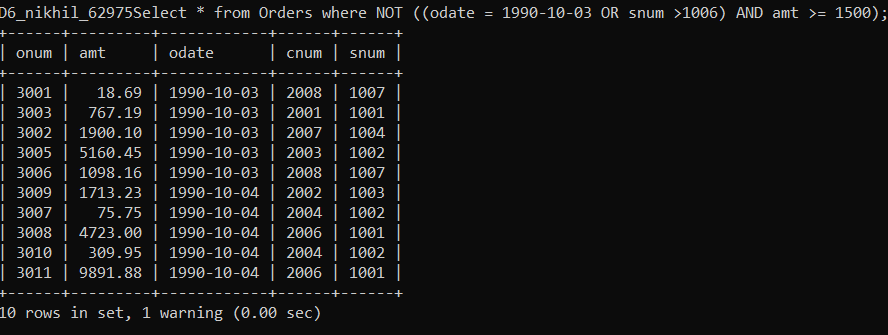 D6_nikhil_62975Select * from Orders where NOT ((odate = 1990-10-03 OR snum >1006) AND amt >= 1500);
+------+---------+------------+------+------+
| onum | amt     | odate      | cnum | snum |
+------+---------+------------+------+------+
| 3001 |   18.69 | 1990-10-03 | 2008 | 1007 |
| 3003 |  767.19 | 1990-10-03 | 2001 | 1001 |
| 3002 | 1900.10 | 1990-10-03 | 2007 | 1004 |
| 3005 | 5160.45 | 1990-10-03 | 2003 | 1002 |
| 3006 | 1098.16 | 1990-10-03 | 2008 | 1007 |
| 3009 | 1713.23 | 1990-10-04 | 2002 | 1003 |
| 3007 |   75.75 | 1990-10-04 | 2004 | 1002 |
| 3008 | 4723.00 | 1990-10-04 | 2006 | 1001 |
| 3010 |  309.95 | 1990-10-04 | 2004 | 1002 |
| 3011 | 9891.88 | 1990-10-04 | 2006 | 1001 |
+------+---------+------------+------+------+
10 rows in set, 1 warning (0.00 sec)